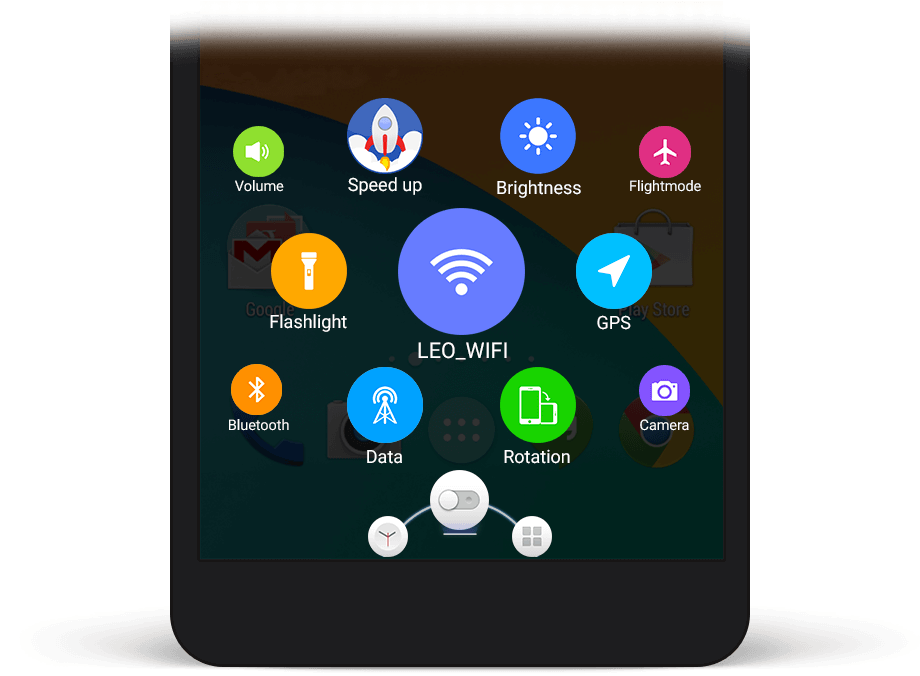 Volume
Speed up
Brightness
Flightmode
Google
Play Store
Flashlight
GPS
LEO_WIFI
Bluetooth
Camera
Data
Rotation